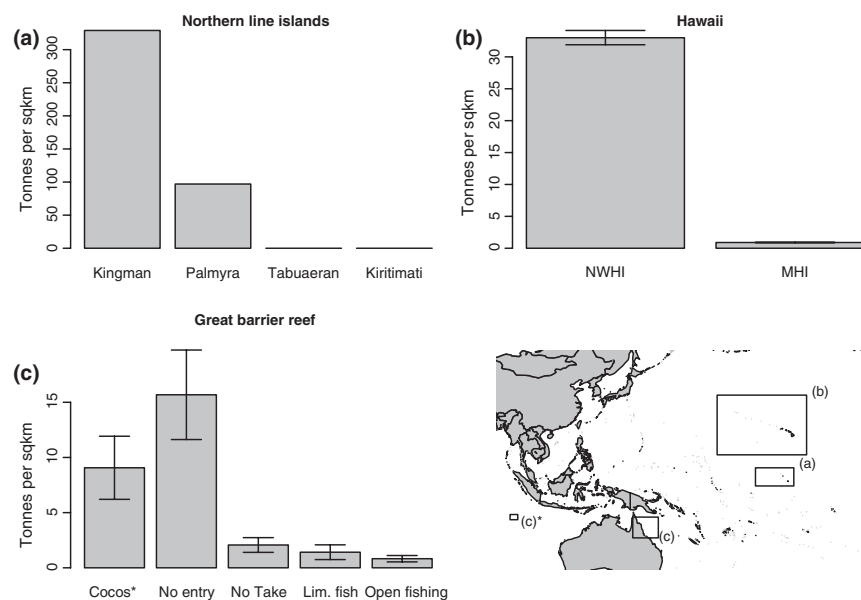 (a)
Northern line islands
Tonnes per sqkm
300
250
200
150
100
50
0
Kingman Palmyra Tabuaeran Kiritimati
(b)
Hawaii
Tonnes per sqkm
30
25
20
15
10
5
0
NWHI MHI
(c)
Great barrier reef
Tonnes per sqkm
15
10
5
0
Cocos* No entry No Take Lim. fish Open fishing
(b)
(a)
(c)*
(c)